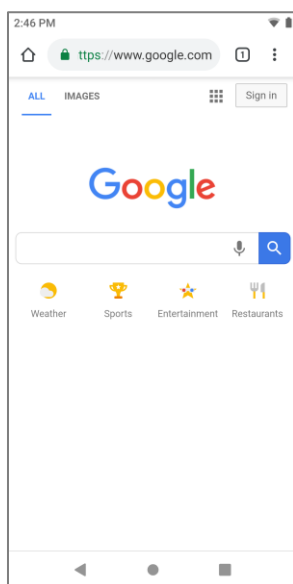 2:46 PM
ttps://www.google.com 1
ALL IMAGES Sign in
Google
Weather Sports Entertainment Restaurants